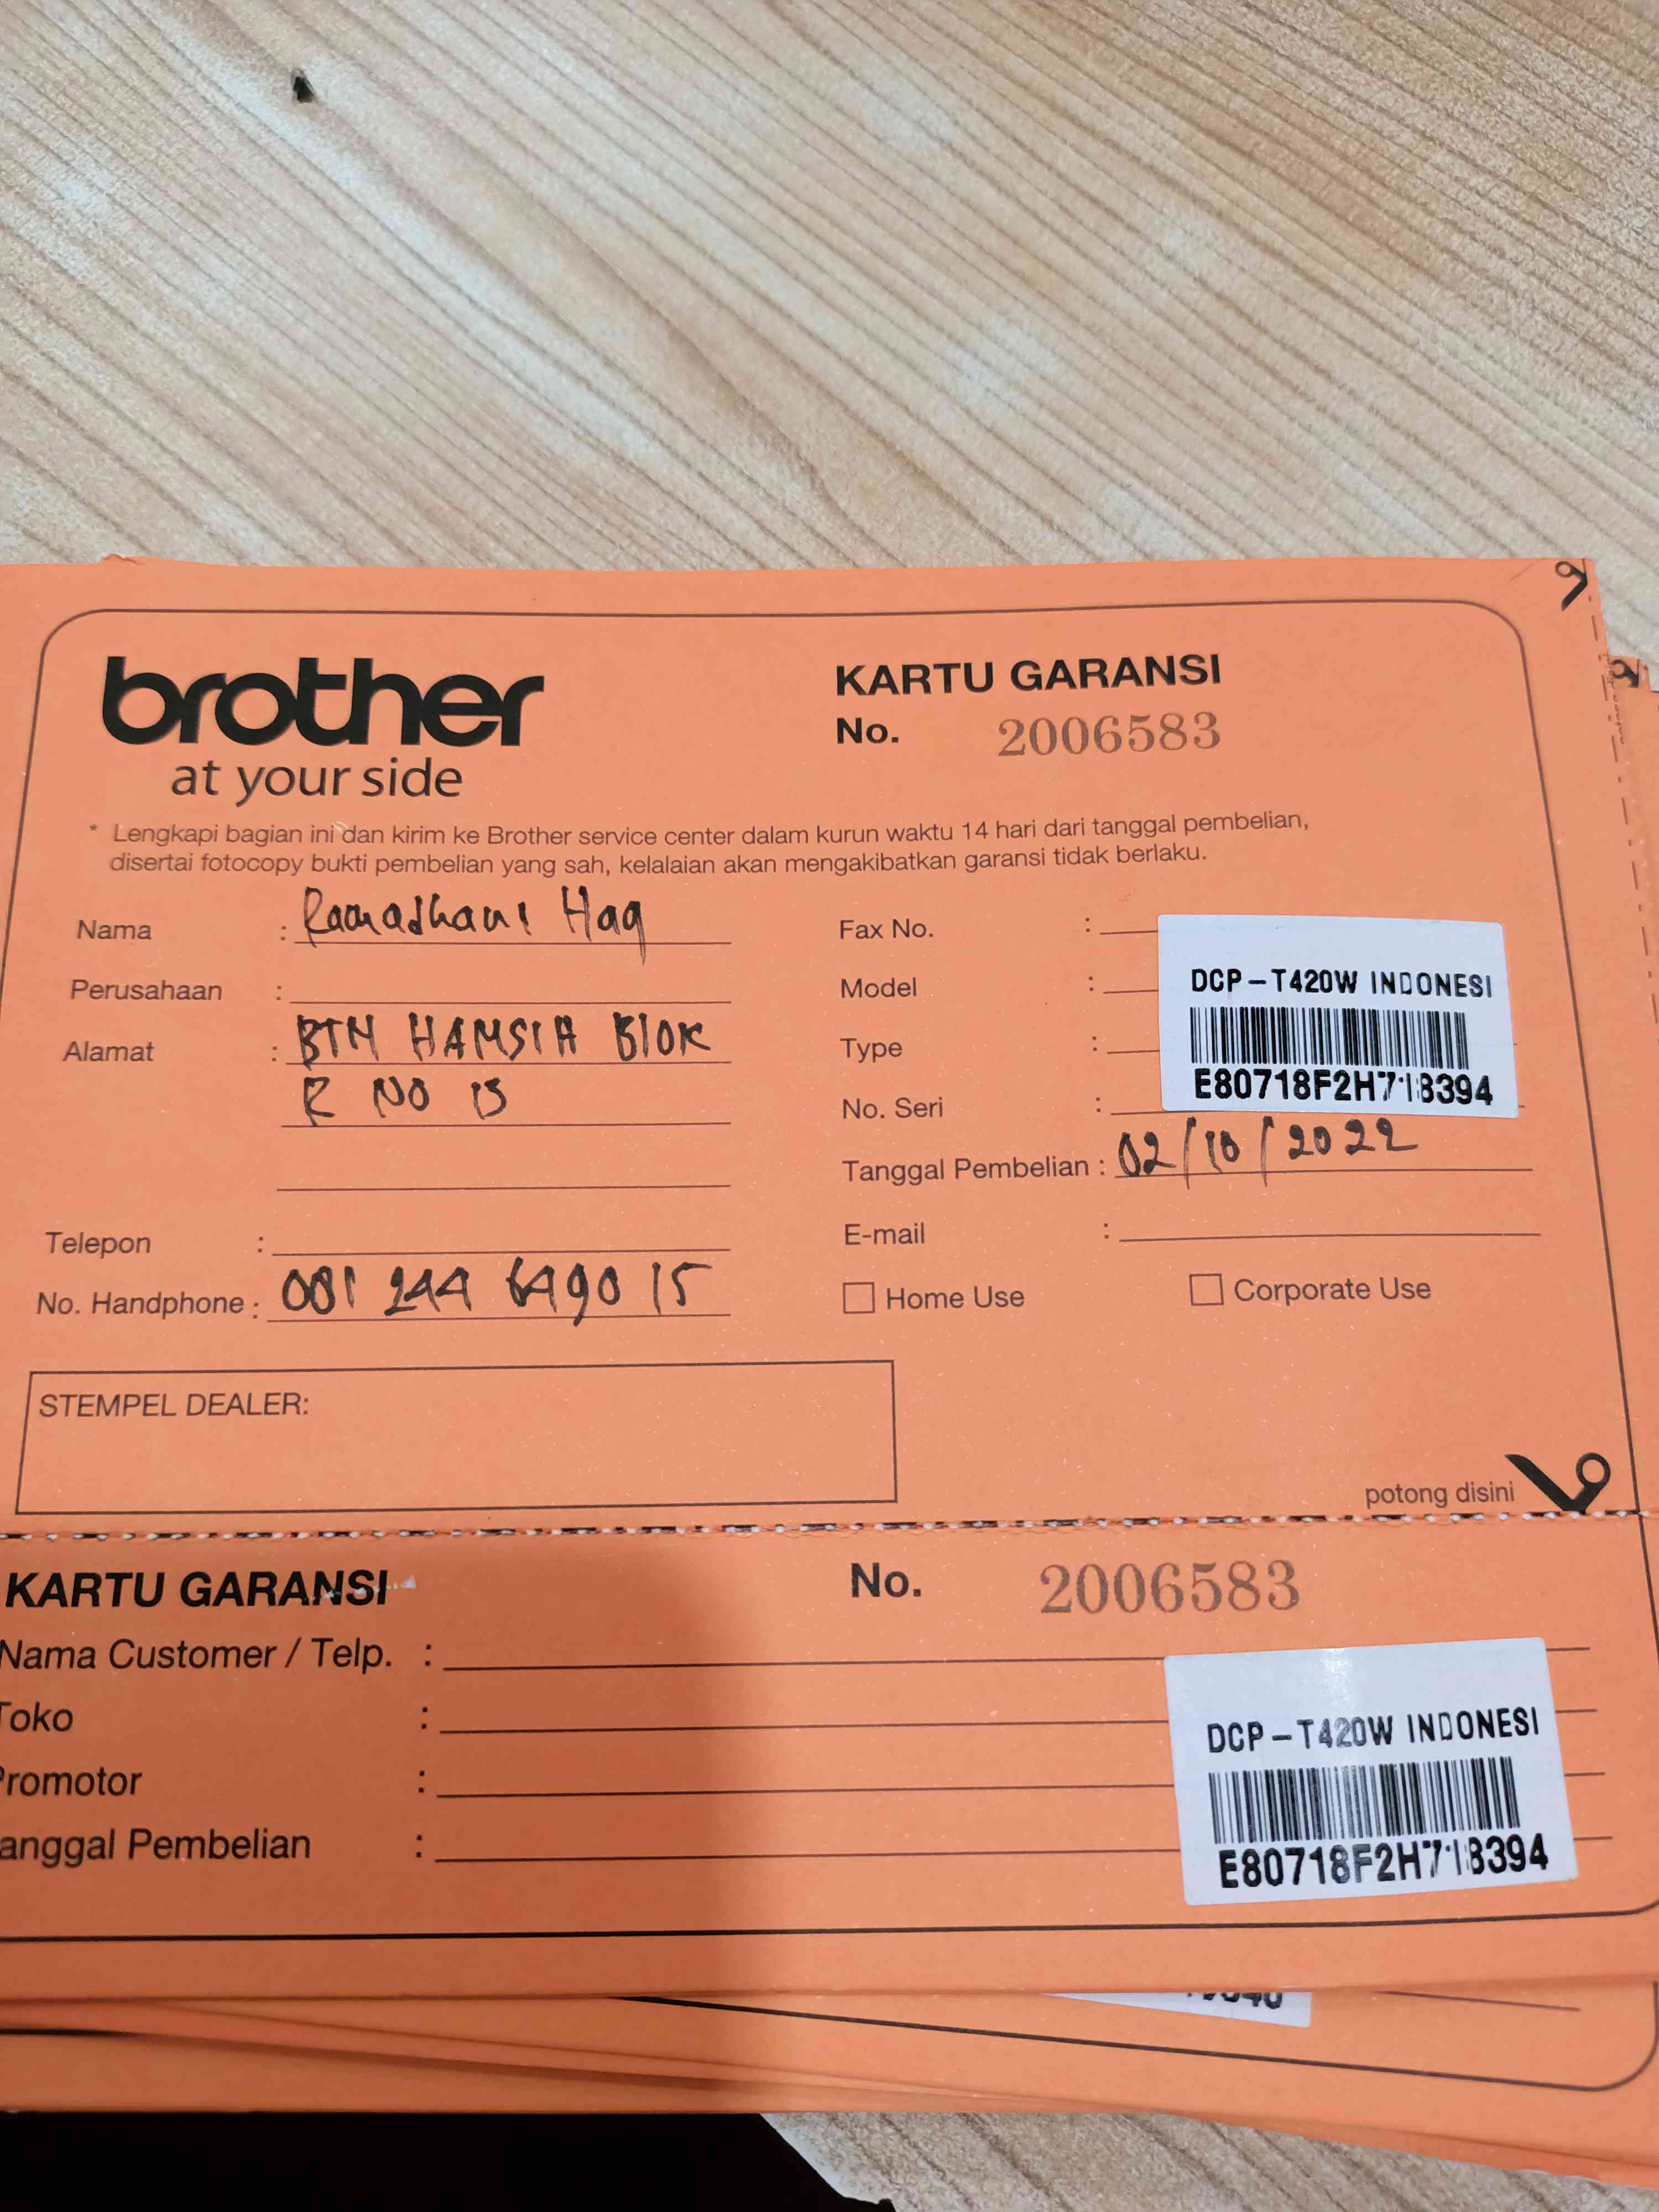 brother
at your side
KARTU GARANSI
No. 2006583
* Lengkapi bagian ini dan kirim ke Brother service center dalam kurun waktu 14 hari dari tanggal pembelian,
disertai fotocopy bukti pembelian yang sah, kelalaian akan mengakibatkan garansi tidak berlaku.
Nama : Ramadhani Haq
Perusahaan :
Alamat : BTN HAMSIA BLOK
R NO 13
Telepon :
No. Handphone : 081 244 6490 15
Fax No. :
Model :
Type :
No. Seri :
DCP-T420W INDONESI
E80718F2H718394
Tanggal Pembelian : 02/10/2022
E-mail :
Home Use
Corporate Use
STEMPEL DEALER:
potong disini
KARTU GARANSI
No. 2006583
Nama Customer / Telp. :
Toko :
Promotor :
anggal Pembelian :
DCP-T420W INDONESI
E80718F2H718394